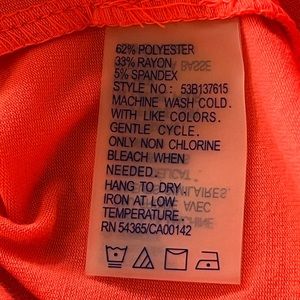 62% POLYESTER
33% RAYON
5% SPANDEX
STYLE NO.: 53B137615
MACHINE WASH COLD.
WITH LIKE COLORS.
GENTLE CYCLE.
ONLY NON CHLORINE
BLEACH WHEN
NEEDED.
HANG TO DRY
IRON AT LOW
TEMPERATURE.
RN 54365/CA00142